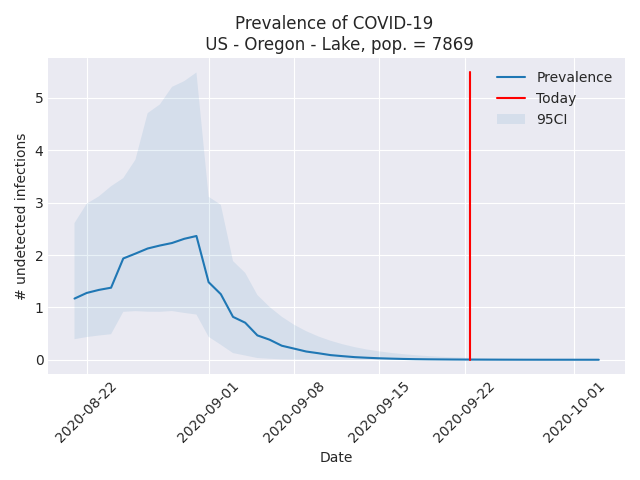 Prevalence of COVID-19
US - Oregon - Lake, pop. = 7869
Prevalence
Today
95CI
# undetected infections
5
4
3
2
1
0
2020-08-22
2020-09-01
2020-09-08
2020-09-15
2020-09-22
2020-10-01
Date